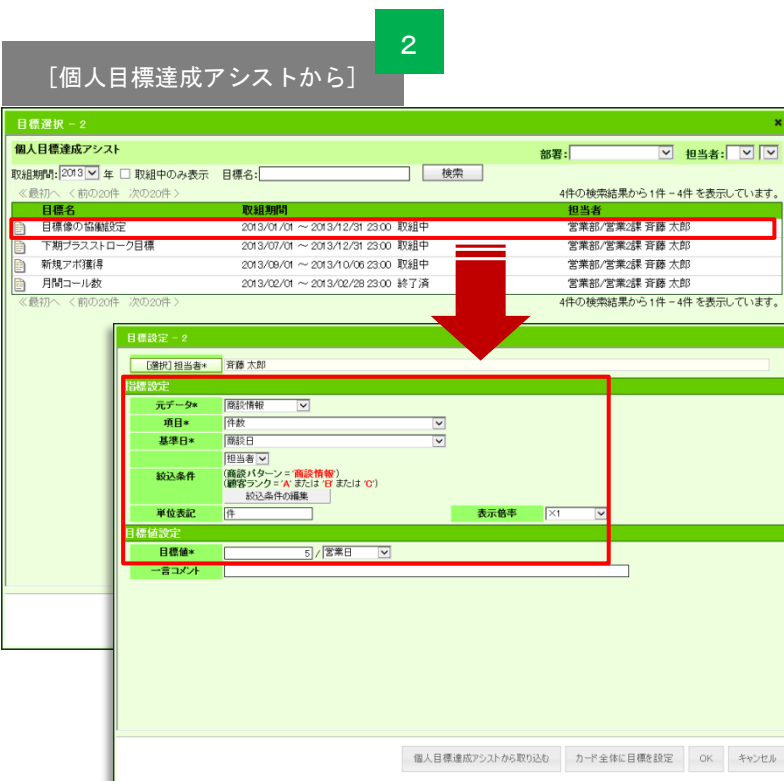 2
[個人目標達成アシストから]
目標選択 - 2 ×
個人目標達成アシスト 部署: 担当者:
取組期間: 2013 年 取組中のみ表示 目標名: 検索
≪最初へ <前の20件 次の20件> 4件の検索結果から1件 - 4件 を表示しています。
目標名 取組期間 担当者
目標像の協働設定 2013/01/01 ～ 2013/12/31 23:00 取組中 営業部/営業2課 斉藤 太郎
下期プラスストローク目標 2013/07/01 ～ 2013/12/31 23:00 取組中 営業部/営業2課 斉藤 太郎
新規アポ獲得 2013/09/01 ～ 2013/10/06 23:00 取組中 営業部/営業2課 斉藤 太郎
月間コール数 2013/02/01 ～ 2013/02/28 23:00 終了済 営業部/営業2課 斉藤 太郎
≪最初へ <前の20件 次の20件> 4件の検索結果から1件 - 4件 を表示しています。
目標設定 - 2
[選択]担当者* 斉藤 太郎
指標設定
元データ* 商談情報
項目* 件数
基準日* 商談日
担当者
絞込条件 (商談パターン = '商談情報')
(顧客ランク = 'A' または 'B' または 'C')
絞込条件の編集
単位表記 件 表示倍率 ×1
目標値設定
目標値* 5 / 営業日
一言コメント
個人目標達成アシストから取り込む カード全体に目標を設定 OK キャンセル